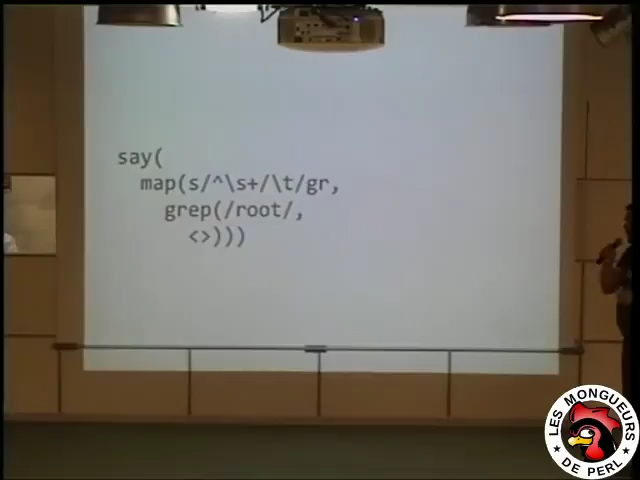 say(
map(s/^\s+/\t/gr,
grep(/root/,
<>)))
LES MONGUEURS
★ DE PERL ★